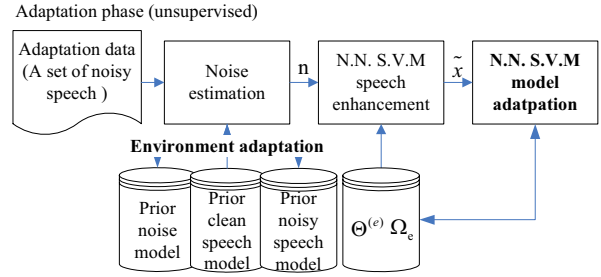 Adaptation phase (unsupervised)
Adaptation data
(A set of noisy
speech )
Noise
estimation
n
N.N. S.V.M
speech
enhancement
x̃
N.N. S.V.M
model
adatpation
Environment adaptation
Prior
noise
model
Prior
clean
speech
model
Prior
noisy
speech
model
Θ⁽ᵉ⁾ Ωₑ